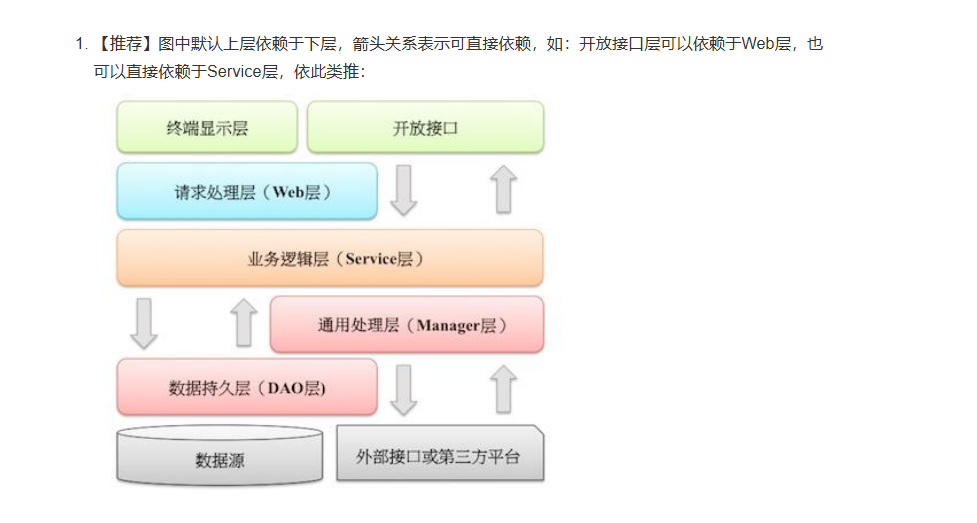 1. 【推荐】图中默认上层依赖于下层，箭头关系表示可直接依赖，如：开放接口层可以依赖于Web层，也
可以直接依赖于Service层，依此类推：
终端显示层
开放接口
请求处理层（Web层）
业务逻辑层（Service层）
通用处理层（Manager层）
数据持久层（DAO层)
数据源
外部接口或第三方平台